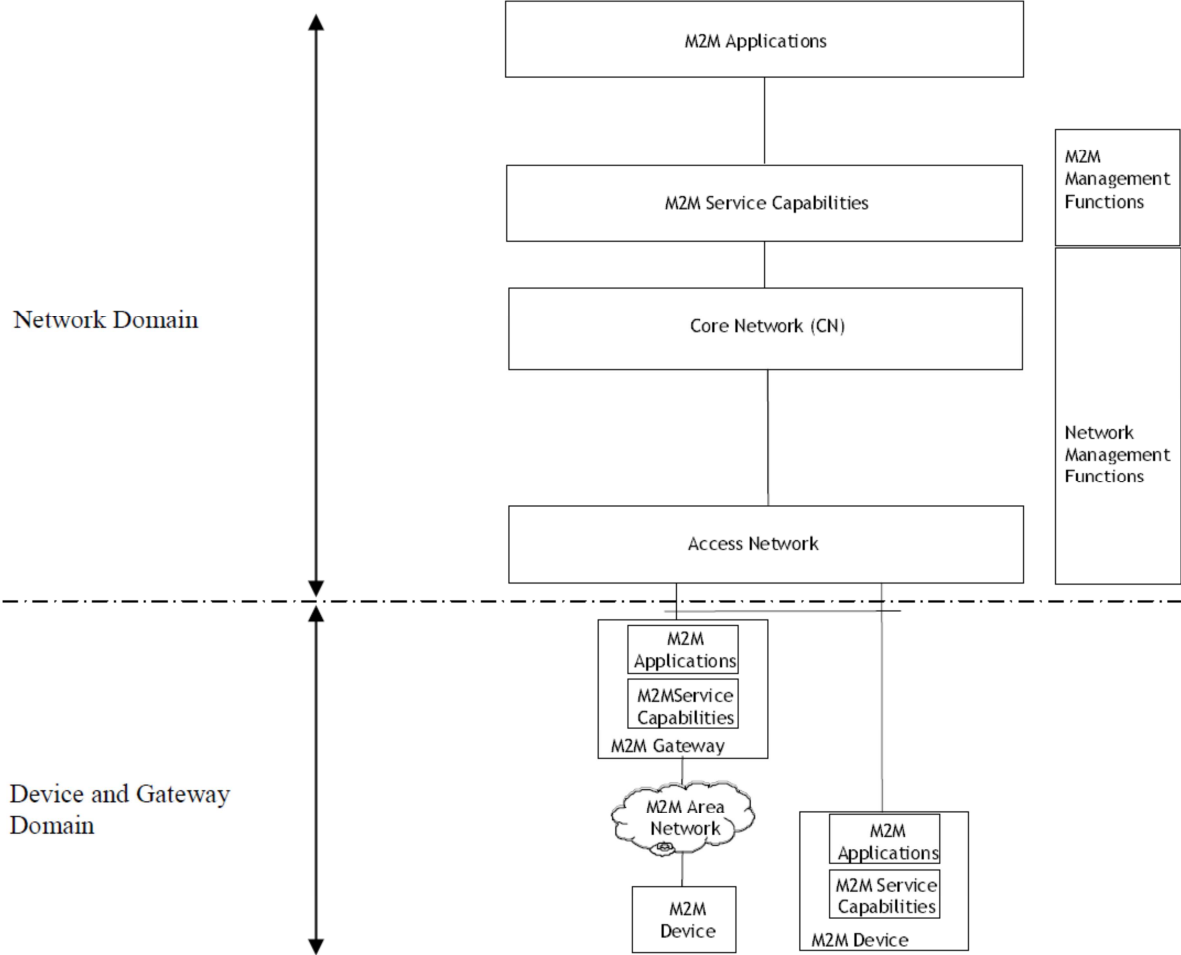 M2M Applications
M2M
Management
Functions
M2M Service Capabilities
Network Domain
Core Network (CN)
Network
Management
Functions
Access Network
M2M
Applications
M2MService
Capabilities
M2M Gateway
Device and Gateway
Domain
M2M Area
Network
M2M
Device
M2M
Applications
M2M Service
Capabilities
M2M Device